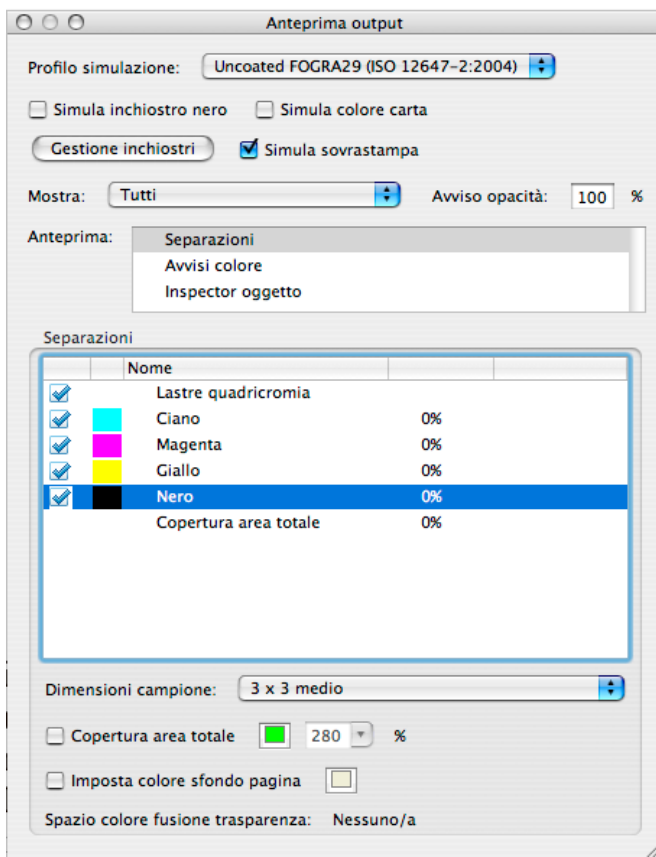 Anteprima output
Profilo simulazione: Uncoated FOGRA29 (ISO 12647-2:2004)
Simula inchiostro nero Simula colore carta
Gestione inchiostri Simula sovrastampa
Mostra: Tutti Avviso opacità: 100 %
Anteprima: Separazioni
Avvisi colore
Inspector oggetto
Separazioni
Nome
Lastre quadricromia
Ciano 0%
Magenta 0%
Giallo 0%
Nero 0%
Copertura area totale 0%
Dimensioni campione: 3 x 3 medio
Copertura area totale 280 %
Imposta colore sfondo pagina
Spazio colore fusione trasparenza: Nessuno/a